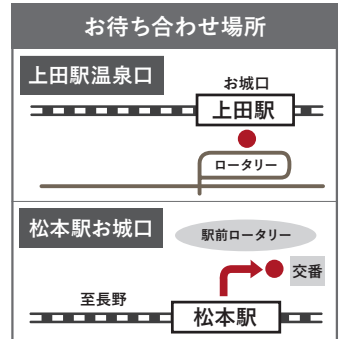 お待ち合わせ場所
上田駅温泉口
お城口
上田駅
ロータリー
松本駅お城口
駅前ロータリー
交番
至長野
松本駅